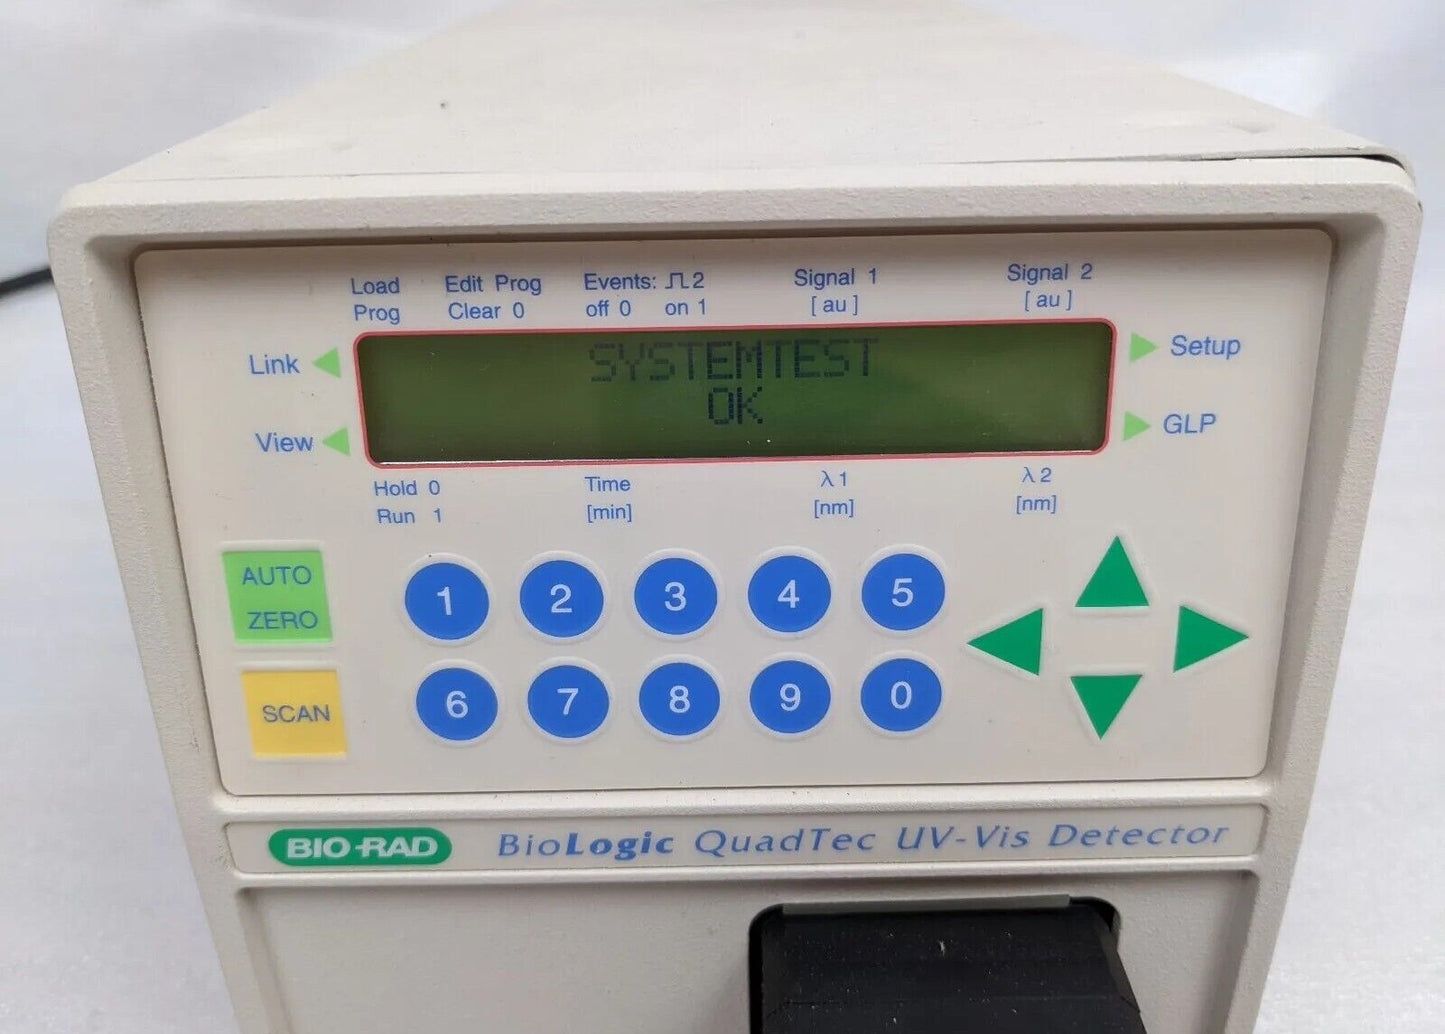 Load Edit Prog Events: 2 Signal 1 Signal 2
Prog Clear 0 off 0 on 1 [ au ] [ au ]
Link SYSTEMTEST Setup
View OK GLP
Hold 0 Time λ1 λ2
Run 1 [min] [nm] [nm]
AUTO
ZERO
1 2 3 4 5
SCAN
6 7 8 9 0
BIO-RAD BioLogic QuadTec UV-Vis Detector